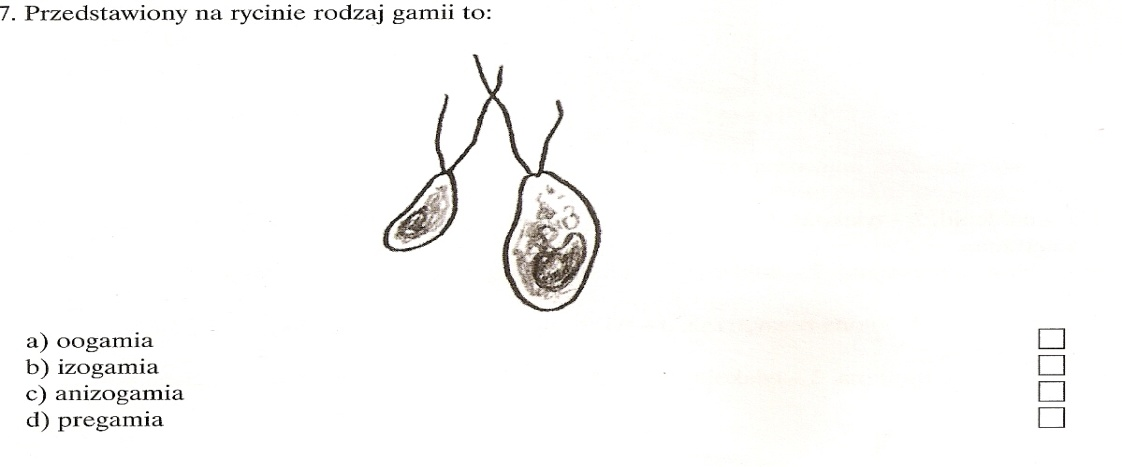 7. Przedstawiony na rycinie rodzaj gamii to:
a) oogamia
b) izogamia
c) anizogamia
d) pregamia